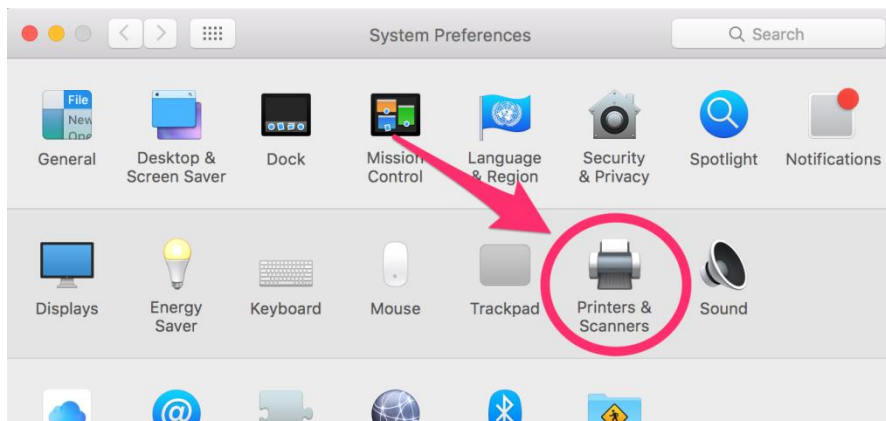 System Preferences
Search
File
New
Ope
General
Desktop &
Screen Saver
Dock
Mission
Control
Language
& Region
Security
& Privacy
Spotlight
Notifications
Displays
Energy
Saver
Keyboard
Mouse
Trackpad
Printers &
Scanners
Sound
@